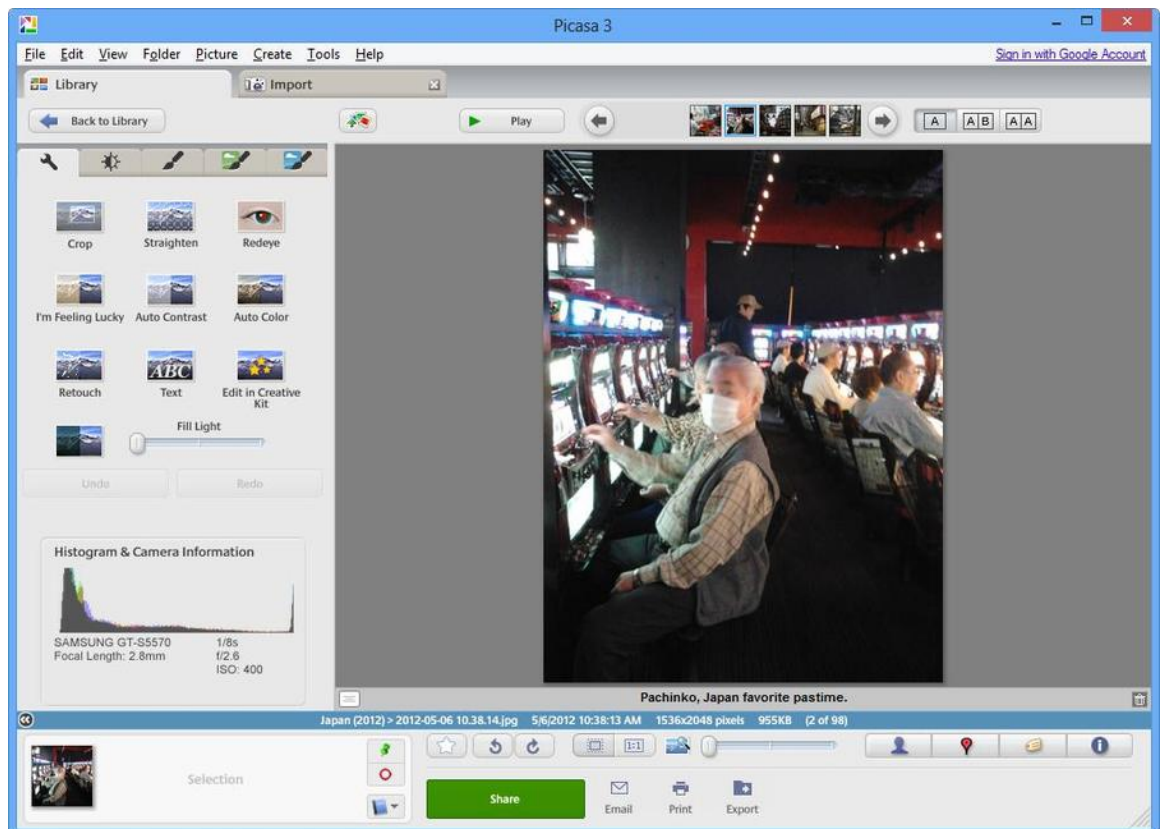 Picasa 3
File Edit View Folder Picture Create Tools Help
Sign in with Google Account
Library
Import
Back to Library
Play
A
A B
A A
Crop
Straighten
Redeye
I'm Feeling Lucky
Auto Contrast
Auto Color
Retouch
ABC
Text
Edit in Creative
Kit
Fill Light
Undo
Redo
Histogram & Camera Information
SAMSUNG GT-S5570 1/8s
Focal Length: 2.8mm f/2.6
ISO: 400
Pachinko, Japan favorite pastime.
Japan (2012) > 2012-05-06 10.38.14.jpg 5/6/2012 10:38:13 AM 1536x2048 pixels 955KB (2 of 98)
1:1
Selection
Share
Email
Print
Export